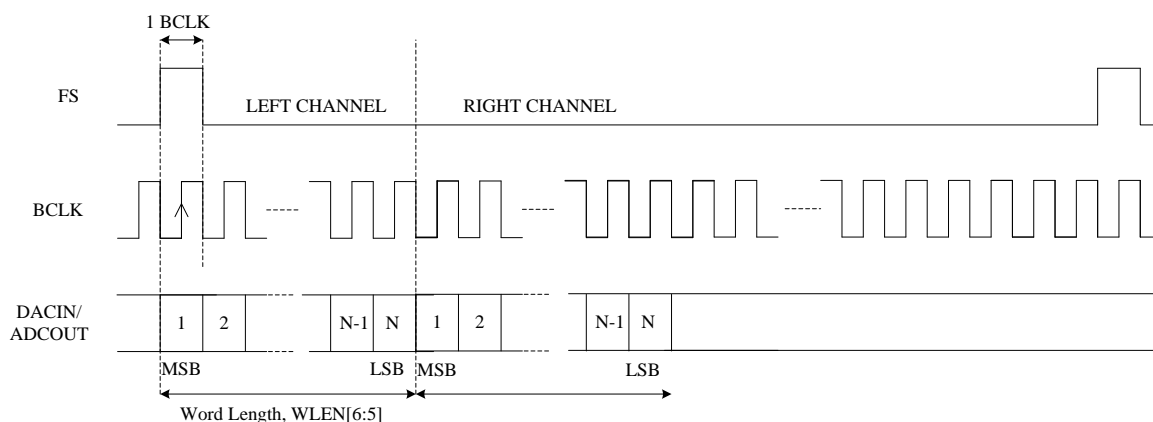 1 BCLK
FS
LEFT CHANNEL
RIGHT CHANNEL
BCLK
DACIN/
ADCOUT
1 2 N-1 N 1 2 N-1 N
MSB LSB MSB LSB
Word Length, WLEN[6:5]